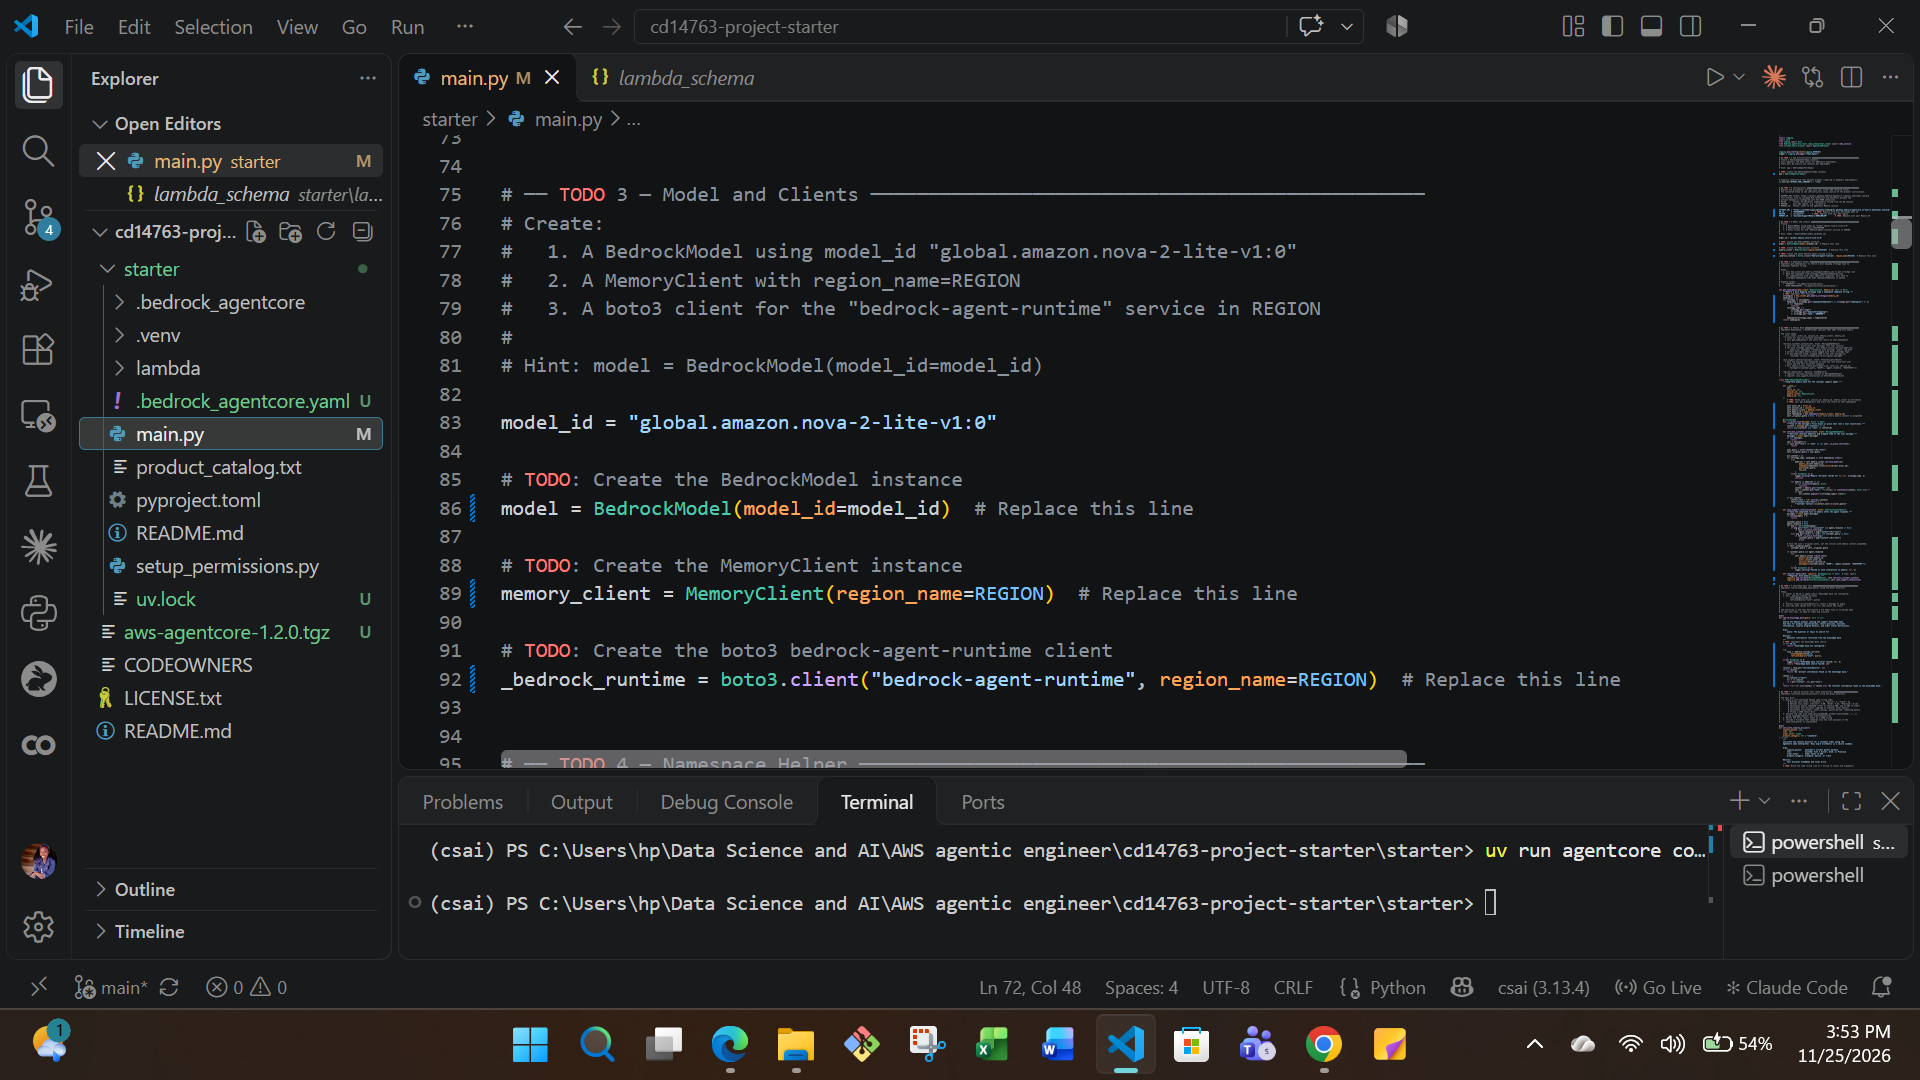 File Edit Selection View Go Run ···
cd14763-project-starter
Explorer
Open Editors
main.py starter M
{} lambda_schema starter\la...
cd14763-proj...
starter
.bedrock_agentcore
.venv
lambda
! .bedrock_agentcore.yaml U
main.py M
product_catalog.txt
pyproject.toml
README.md
setup_permissions.py
uv.lock U
aws-agentcore-1.2.0.tgz U
CODEOWNERS
LICENSE.txt
README.md
Outline
Timeline
4
main.py M
{} lambda_schema
starter > main.py > ...
73
74
75 # ── TODO 3 — Model and Clients ────────────────────────────────────────────────
76 # Create:
77 #   1. A BedrockModel using model_id "global.amazon.nova-2-lite-v1:0"
78 #   2. A MemoryClient with region_name=REGION
79 #   3. A boto3 client for the "bedrock-agent-runtime" service in REGION
80 #
81 # Hint: model = BedrockModel(model_id=model_id)
82
83 model_id = "global.amazon.nova-2-lite-v1:0"
84
85 # TODO: Create the BedrockModel instance
86 model = BedrockModel(model_id=model_id)  # Replace this line
87
88 # TODO: Create the MemoryClient instance
89 memory_client = MemoryClient(region_name=REGION)  # Replace this line
90
91 # TODO: Create the boto3 bedrock-agent-runtime client
92 _bedrock_runtime = boto3.client("bedrock-agent-runtime", region_name=REGION)  # Replace this line
93
94
95 # ── TODO 4 — Namespace Helper ─────────────────────────────────────────────────
Problems Output Debug Console Terminal Ports
(csai) PS C:\Users\hp\Data Science and AI\AWS agentic engineer\cd14763-project-starter\starter> uv run agentcore co...
(csai) PS C:\Users\hp\Data Science and AI\AWS agentic engineer\cd14763-project-starter\starter>
powershell s...
powershell
main* 0 0
Ln 72, Col 48 Spaces: 4 UTF-8 CRLF {} Python csai (3.13.4) Go Live Claude Code
1
54%
3:53 PM
11/25/2026